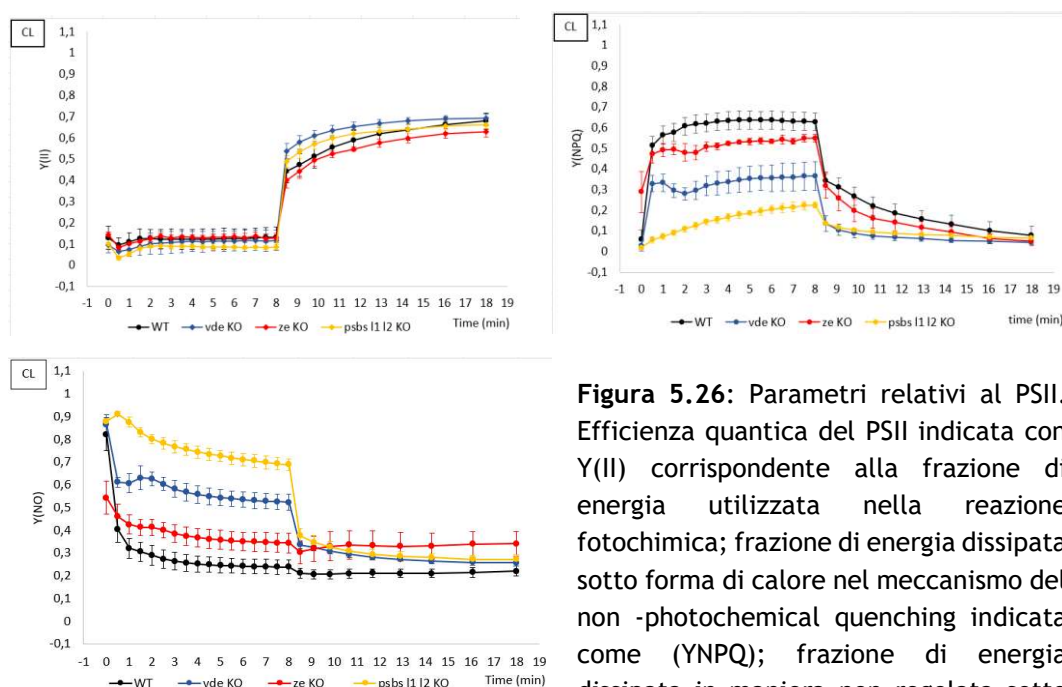 CL
1,1
1
0,9
0,8
0,7
0,6
0,5
0,4
0,3
0,2
0,1
0
-0,1
Y(II)
-1 0 1 2 3 4 5 6 7 8 9 10 11 12 13 14 15 16 17 18 19
WT vde KO ze KO psbs l1 l2 KO Time (min)
CL
1,1
1
0,9
0,8
0,7
0,6
0,5
0,4
0,3
0,2
0,1
0
-0,1
Y(NPQ)
-1 0 1 2 3 4 5 6 7 8 9 10 11 12 13 14 15 16 17 18 19
WT vde KO ze KO psbs l1 l2 KO time (min)
CL
1,1
1
0,9
0,8
0,7
0,6
0,5
0,4
0,3
0,2
0,1
0
-0,1
Y(NO)
-1 0 1 2 3 4 5 6 7 8 9 10 11 12 13 14 15 16 17 18 19
WT vde KO ze KO psbs l1 l2 KO Time (min)
Figura 5.26: Parametri relativi al PSII.
Efficienza quantica del PSII indicata con
Y(II) corrispondente alla frazione di
energia utilizzata nella reazione
fotochimica; frazione di energia dissipata
sotto forma di calore nel meccanismo del
non -photochemical quenching indicata
come (YNPQ); frazione di energia
dissipata in maniera non regolata sotto